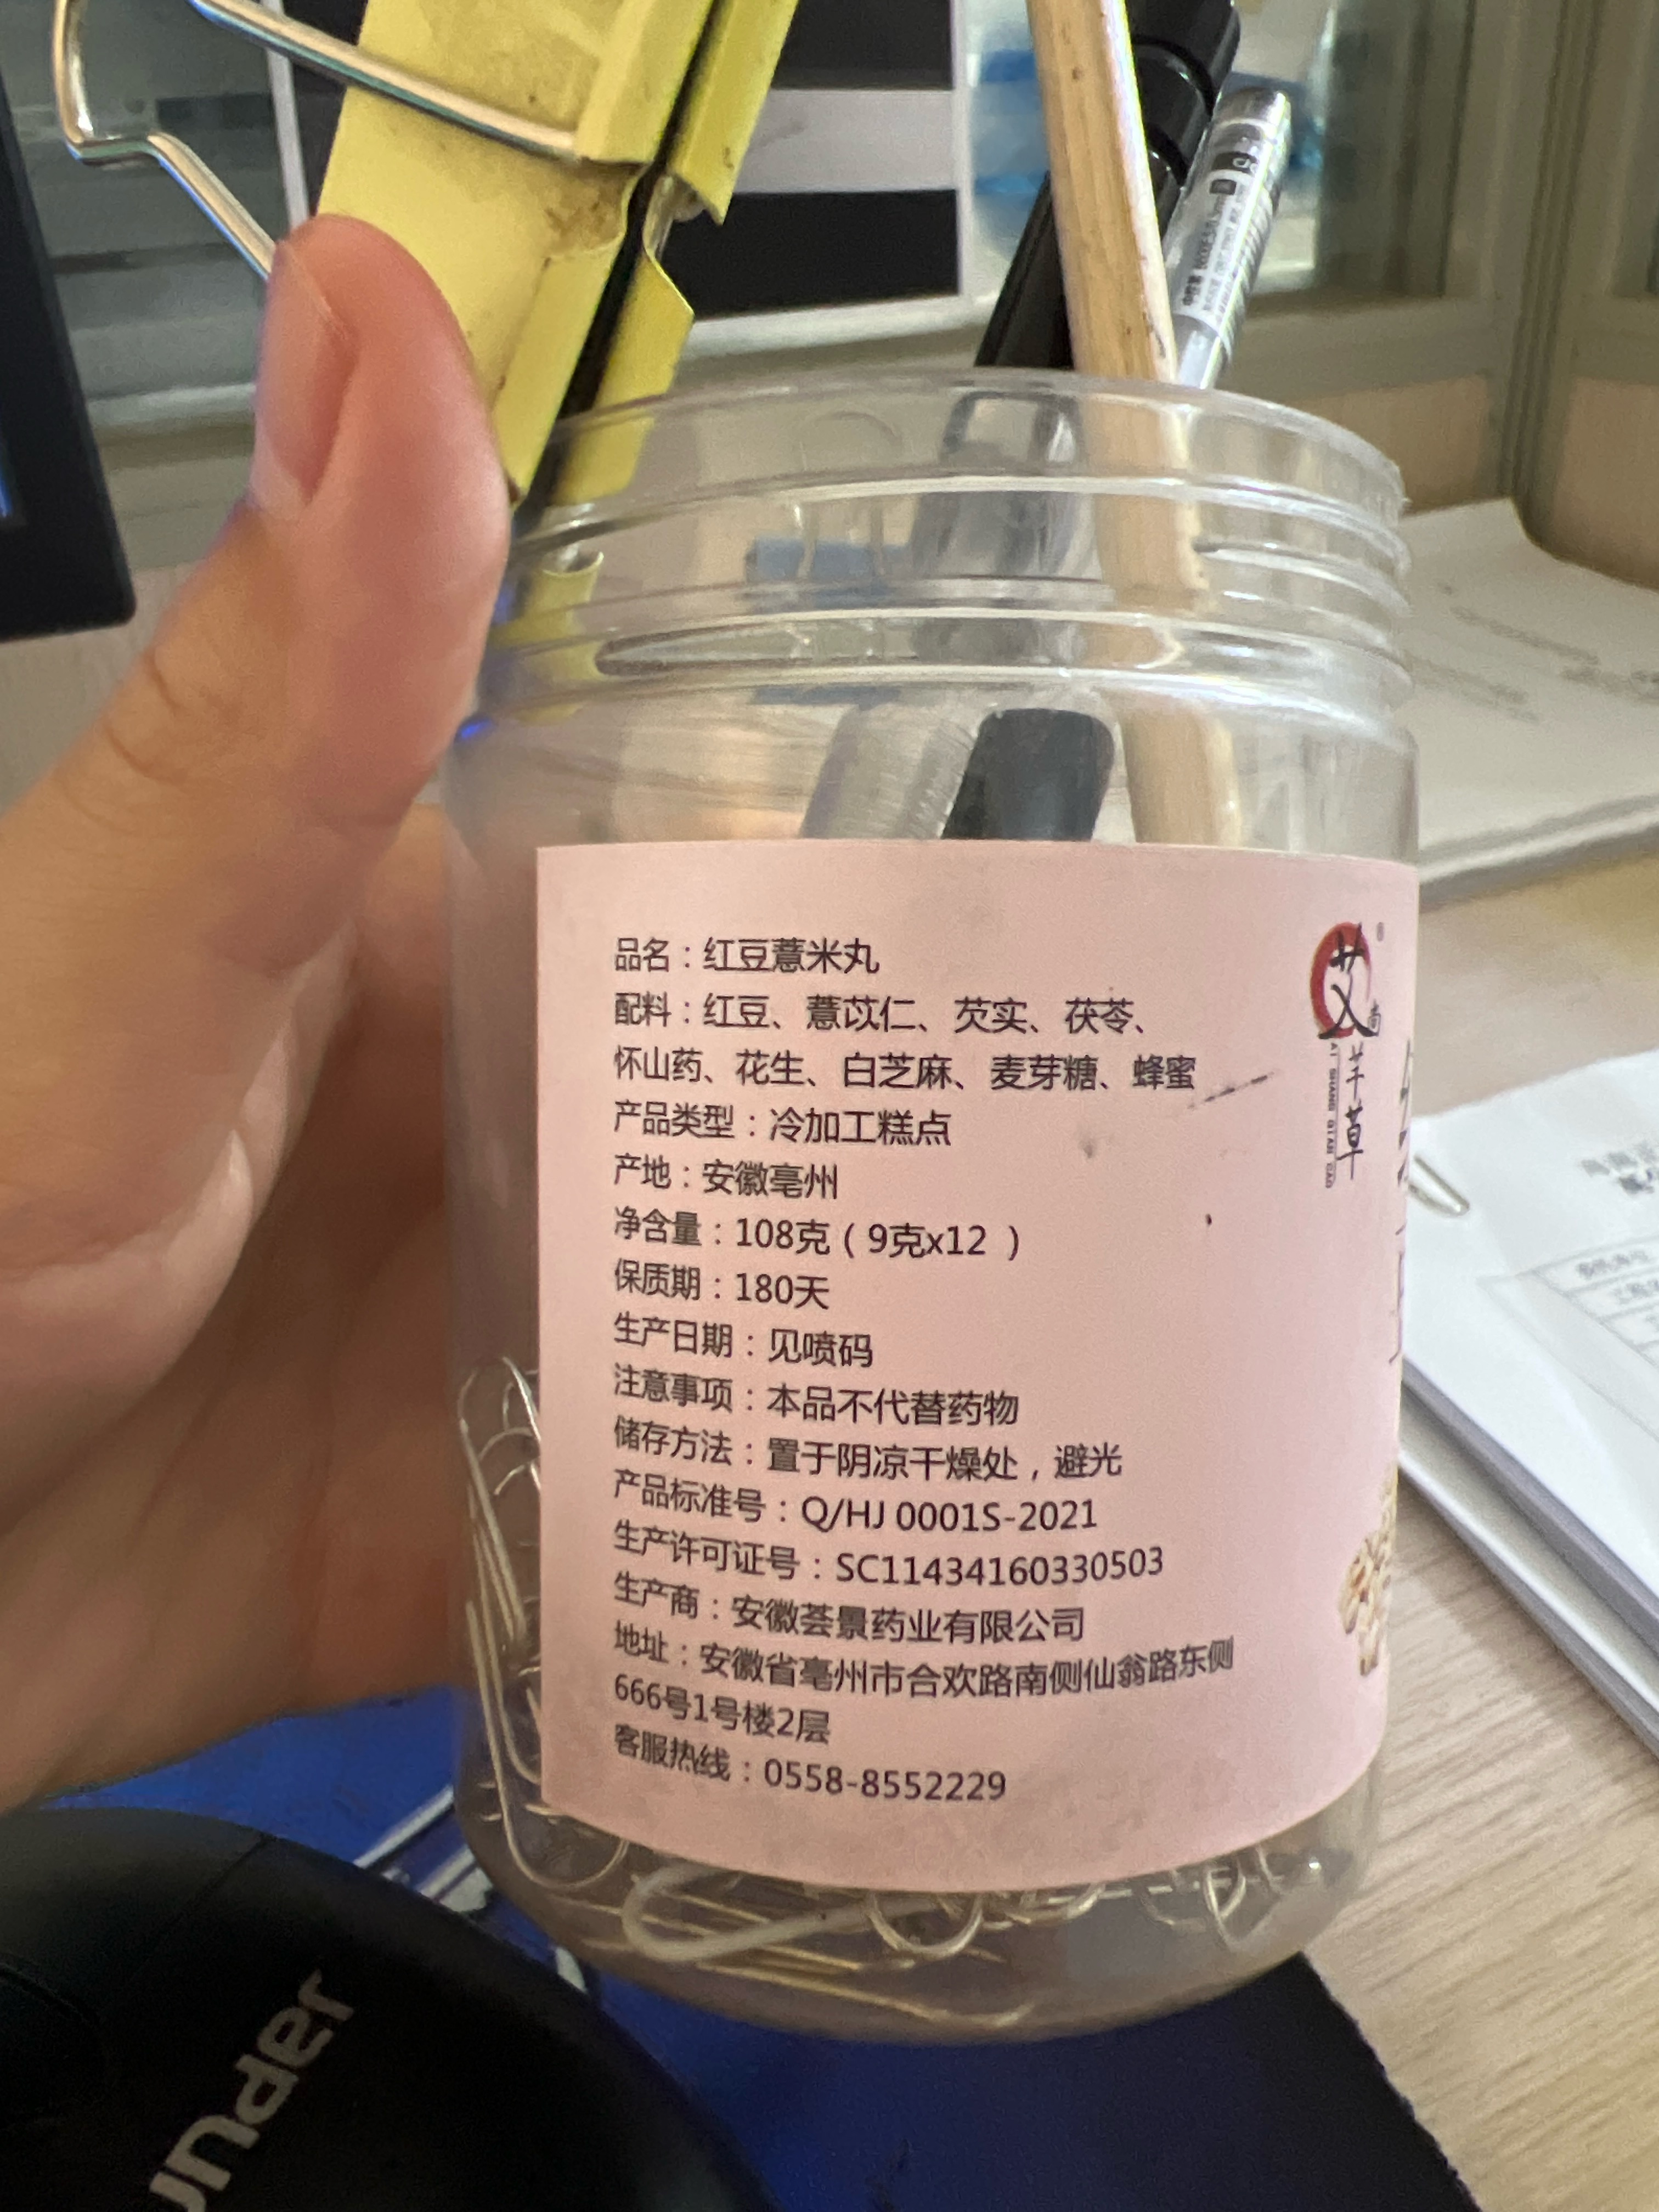 品名：红豆薏米丸
配料：红豆、薏苡仁、芡实、茯苓、
怀山药、花生、白芝麻、麦芽糖、蜂蜜
产品类型：冷加工糕点
产地：安徽亳州
净含量：108克（9克x12 ）
保质期：180天
生产日期：见喷码
注意事项：本品不代替药物
储存方法：置于阴凉干燥处，避光
产品标准号：Q/HJ 0001S-2021
生产许可证号：SC11434160330503
生产商：安徽荟景药业有限公司
地址：安徽省亳州市合欢路南侧仙翁路东侧
666号1号楼2层
客服热线：0558-8552229
艾尚
芊草
under